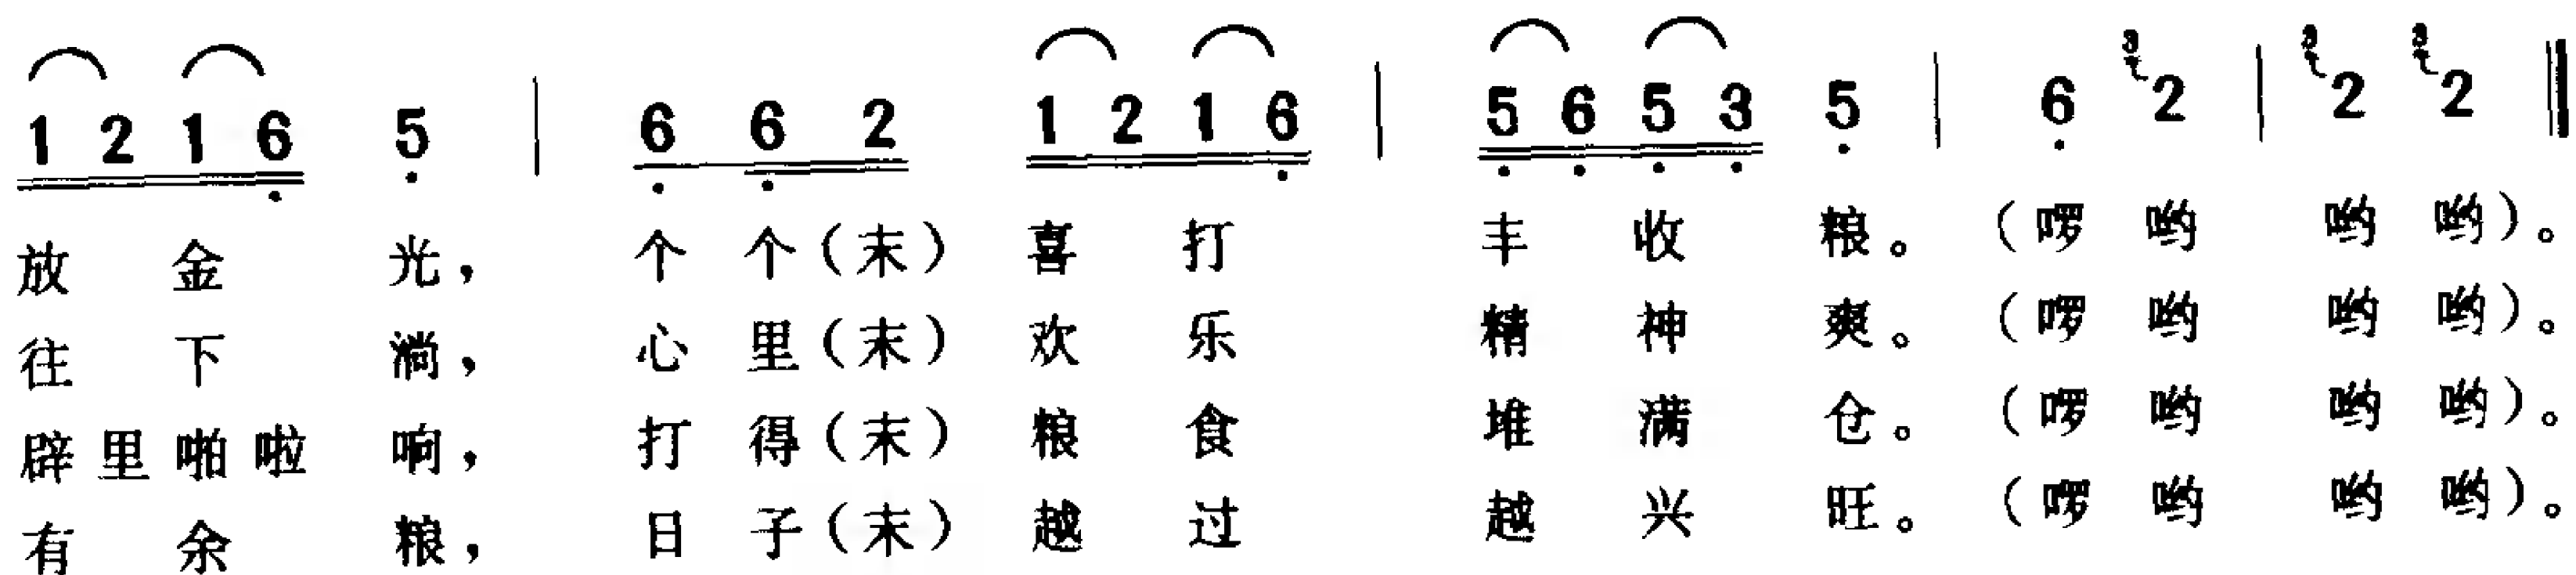 1 2 1 6 5 | 6 6 2 1 2 1 6 | 5 6 5 3 5 | 6 3 2 | 3 2 3 2 ‖
放 金 光， 个 个（末）喜 打 丰 收 粮。（啰 哟 哟 哟）。
往 下 淌， 心 里（末）欢 乐 精 神 爽。（啰 哟 哟 哟）。
辟 里 啪 啦 响， 打 得（末）粮 食 堆 满 仓。（啰 哟 哟 哟）。
有 余 粮， 日 子（末）越 过 越 兴 旺。（啰 哟 哟 哟）。